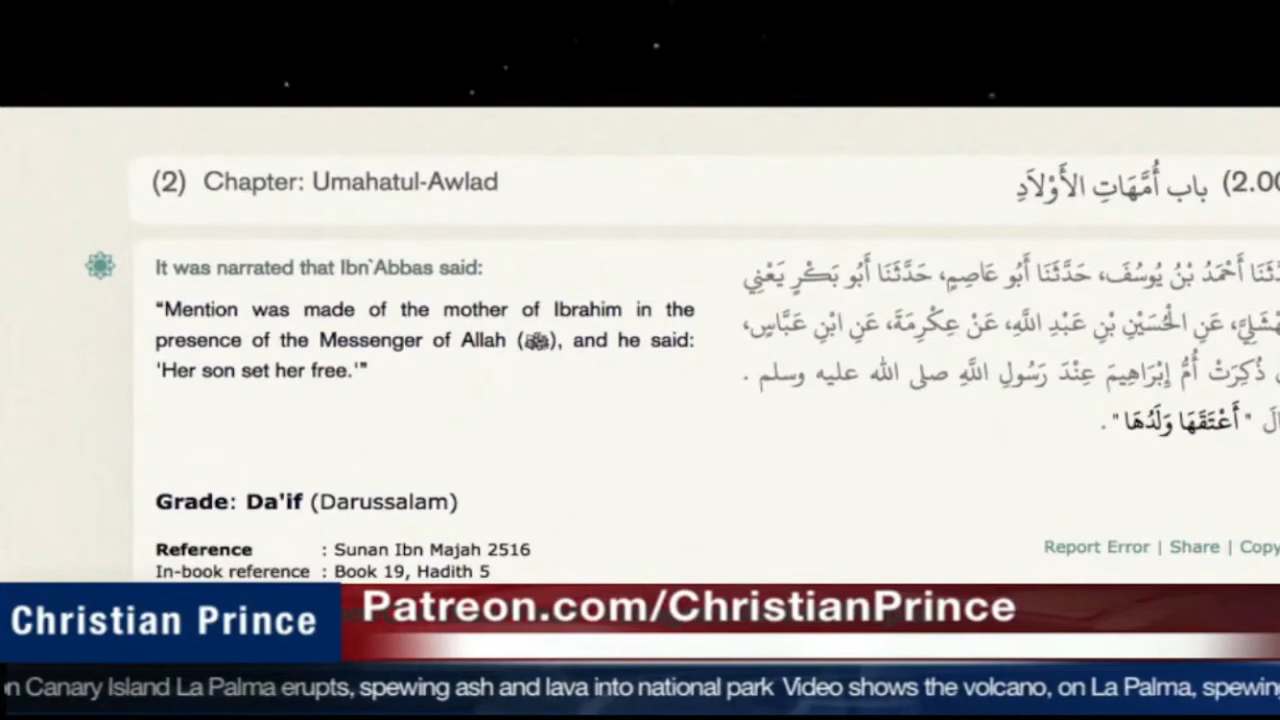 (2) Chapter: Umahatul-Awlad
باب أُمَّهَاتِ الأَوْلاَدِ (2.00
It was narrated that Ibn`Abbas said:
“Mention was made of the mother of Ibrahim in the
presence of the Messenger of Allah (ﷺ), and he said:
'Her son set her free.'”
أَحْمَدُ بْنُ يُوسُفَ، حَدَّثَنَا أَبُو عَاصِمٍ، حَدَّثَنَا أَبُو بَكْرٍ يَعْنِي
عَنِ الْحُسَيْنِ بْنِ عَبْدِ اللَّهِ، عَنْ عِكْرِمَةَ، عَنِ ابْنِ عَبَّاسٍ،
ذُكِرَتْ أُمُّ إِبْرَاهِيمَ عِنْدَ رَسُولِ اللَّهِ صلى الله عليه وسلم .
" أَعْتَقَهَا وَلَدُهَا " .
Grade: Da'if (Darussalam)
Reference : Sunan Ibn Majah 2516
In-book reference : Book 19, Hadith 5
Report Error | Share | Copy
Christian Prince
Patreon.com/ChristianPrince
n Canary Island La Palma erupts, spewing ash and lava into national park Video shows the volcano, on La Palma, spewing